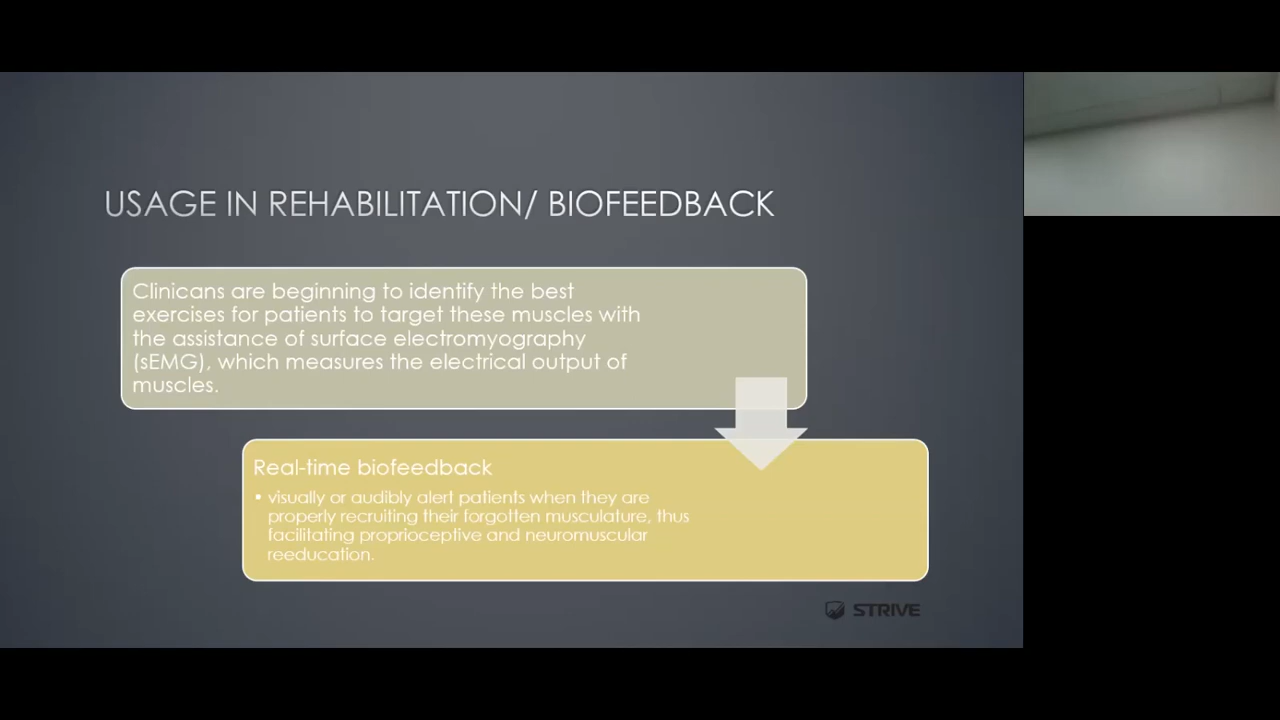 USAGE IN REHABILITATION/ BIOFEEDBACK
Clinicans are beginning to identify the best
exercises for patients to target these muscles with
the assistance of surface electromyography
(sEMG), which measures the electrical output of
muscles.
Real-time biofeedback
• visually or audibly alert patients when they are
properly recruiting their forgotten musculature, thus
facilitating proprioceptive and neuromuscular
reeducation.
STRIVE